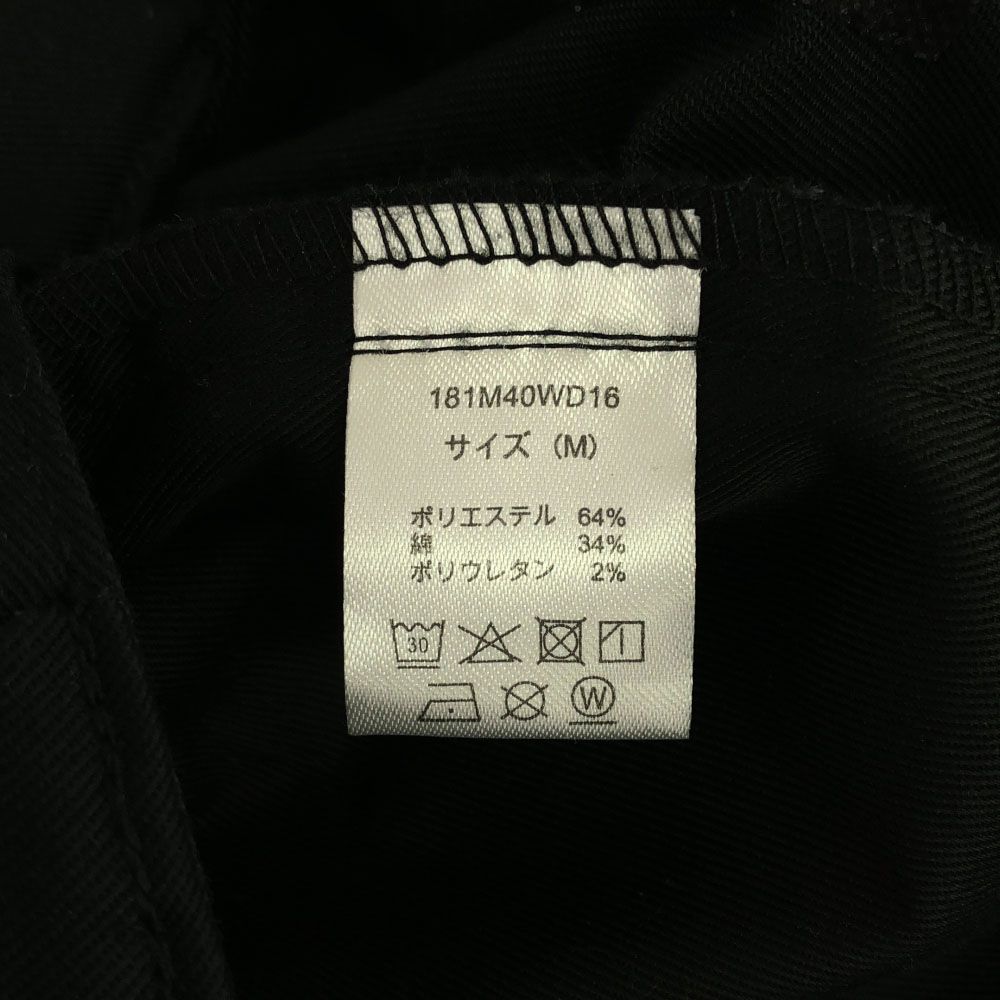 181M40WD16
サイズ（M）
ポリエステル 64%
綿 34%
ポリウレタン 2%
30
W